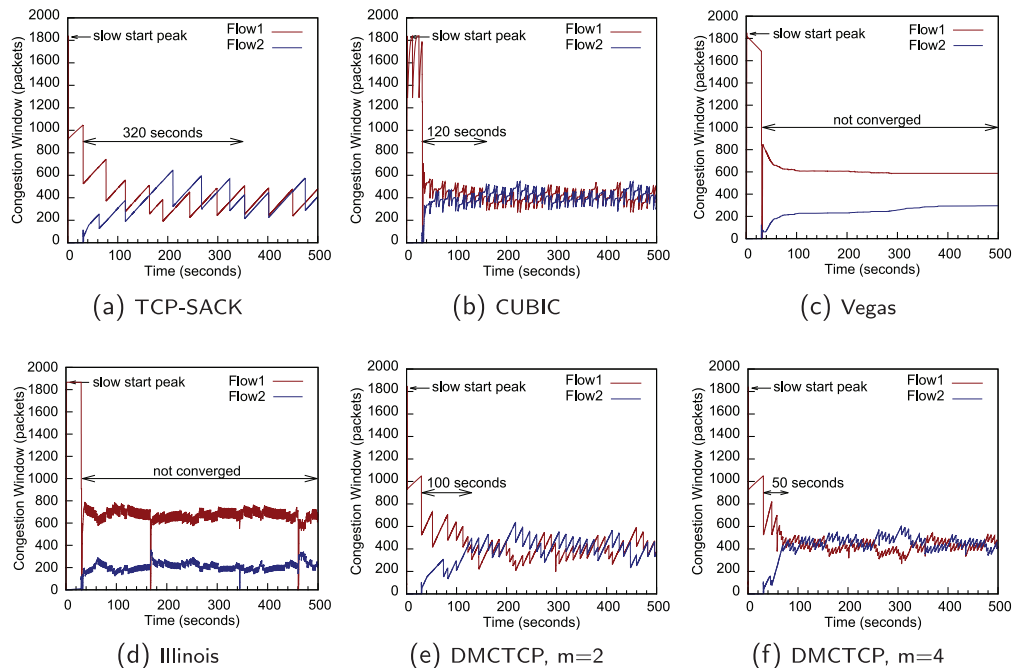 2000
1800
1600
1400
1200
1000
800
600
400
200
0
Congestion Window (packets)
slow start peak
Flow1
Flow2
320 seconds
0 100 200 300 400 500
Time (seconds)
(a) TCP-SACK
2000
1800
1600
1400
1200
1000
800
600
400
200
0
Congestion Window (packets)
slow start peak
Flow1
Flow2
120 seconds
0 100 200 300 400 500
Time (seconds)
(b) CUBIC
2000
1800
1600
1400
1200
1000
800
600
400
200
0
Congestion Window (packets)
slow start peak
Flow1
Flow2
not converged
0 100 200 300 400 500
Time (seconds)
(c) Vegas
2000
1800
1600
1400
1200
1000
800
600
400
200
0
Congestion Window (packets)
slow start peak
Flow1
Flow2
not converged
0 100 200 300 400 500
Time (seconds)
(d) Illinois
2000
1800
1600
1400
1200
1000
800
600
400
200
0
Congestion Window (packets)
slow start peak
Flow1
Flow2
100 seconds
0 100 200 300 400 500
Time (seconds)
(e) DMCTCP, m=2
2000
1800
1600
1400
1200
1000
800
600
400
200
0
Congestion Window (packets)
slow start peak
Flow1
Flow2
50 seconds
0 100 200 300 400 500
Time (seconds)
(f) DMCTCP, m=4